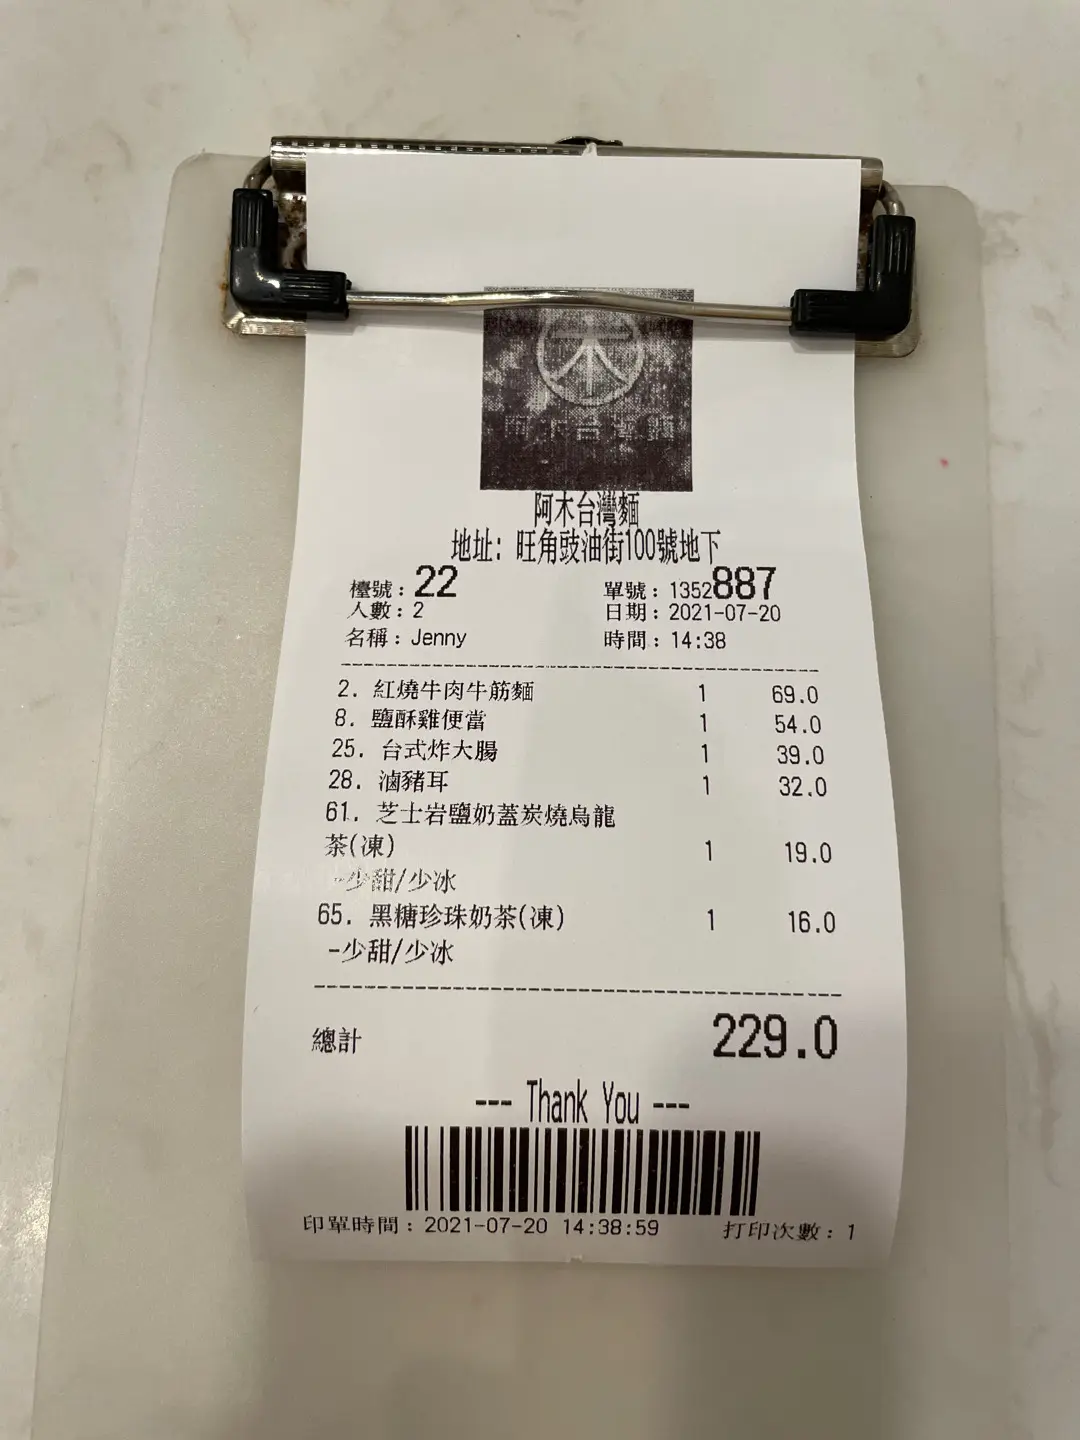 阿木台灣麵
阿木台灣麵
地址: 旺角豉油街100號地下
檯號: 22 單號: 1352887
人數: 2 日期: 2021-07-20
名稱: Jenny 時間: 14:38
2. 紅燒牛肉牛筋麵 1 69.0
8. 鹽酥雞便當 1 54.0
25. 台式炸大腸 1 39.0
28. 滷豬耳 1 32.0
61. 芝士岩鹽奶蓋炭燒烏龍
茶(凍) 1 19.0
-少甜/少冰
65. 黑糖珍珠奶茶(凍) 1 16.0
-少甜/少冰
總計 229.0
--- Thank You ---
印單時間: 2021-07-20 14:38:59 打印次數: 1